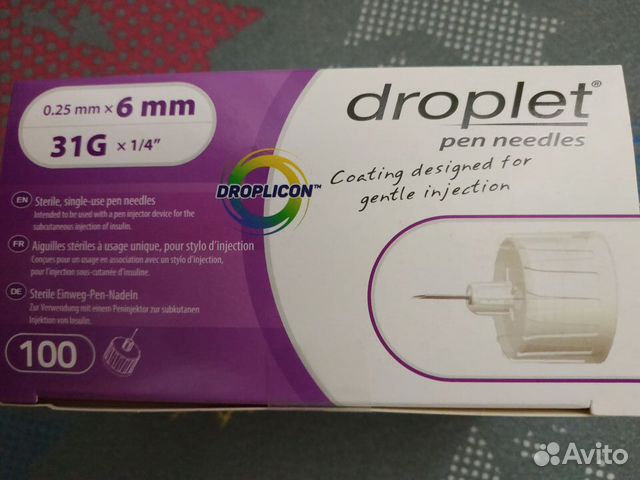 0.25 mm × 6 mm
31G × 1/4"
droplet®
pen needles
Coating designed for
gentle injection
DROPLICON™
EN Sterile, single-use pen needles
Intended to be used with a pen injector device for the
subcutaneous injection of insulin.
FR Aiguilles stériles à usage unique, pour stylo d'injection
Conçues pour un usage en association avec un stylo d'injection,
pour l'injection sous-cutanée d'insuline.
DE Sterile Einweg-Pen-Nadeln
Zur Verwendung mit einem Peninjektor zur subkutanen
Injektion von Insulin.
100
Avito